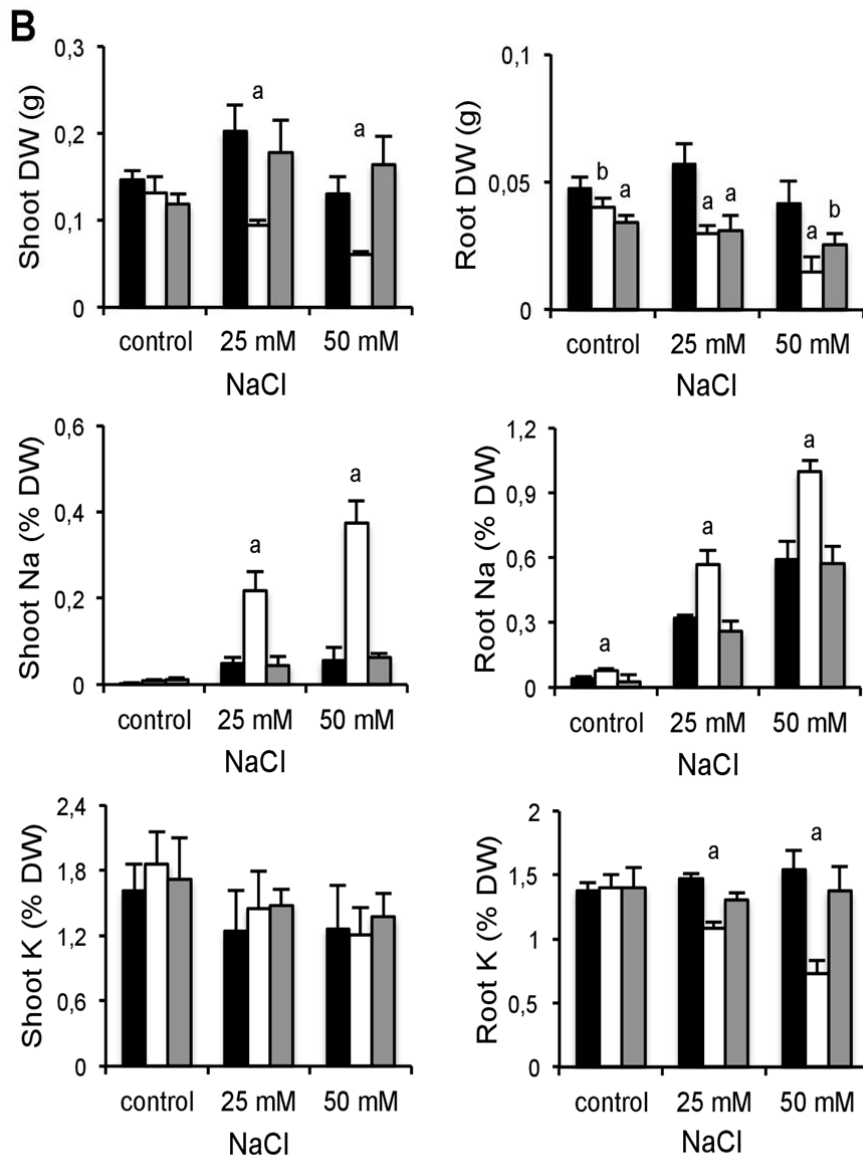 B
Shoot DW (g)
0,3
0,2
0,1
0
a
a
control 25 mM 50 mM
NaCl
Root DW (g)
0,1
0,05
0
b
a
a
a
a
b
control 25 mM 50 mM
NaCl
Shoot Na (% DW)
0,6
0,4
0,2
0
a
a
control 25 mM 50 mM
NaCl
Root Na (% DW)
1,2
0,9
0,6
0,3
0
a
a
a
control 25 mM 50 mM
NaCl
Shoot K (% DW)
2,4
1,8
1,2
0,6
0
control 25 mM 50 mM
NaCl
Root K (% DW)
2
1,5
1
0,5
0
a
a
control 25 mM 50 mM
NaCl